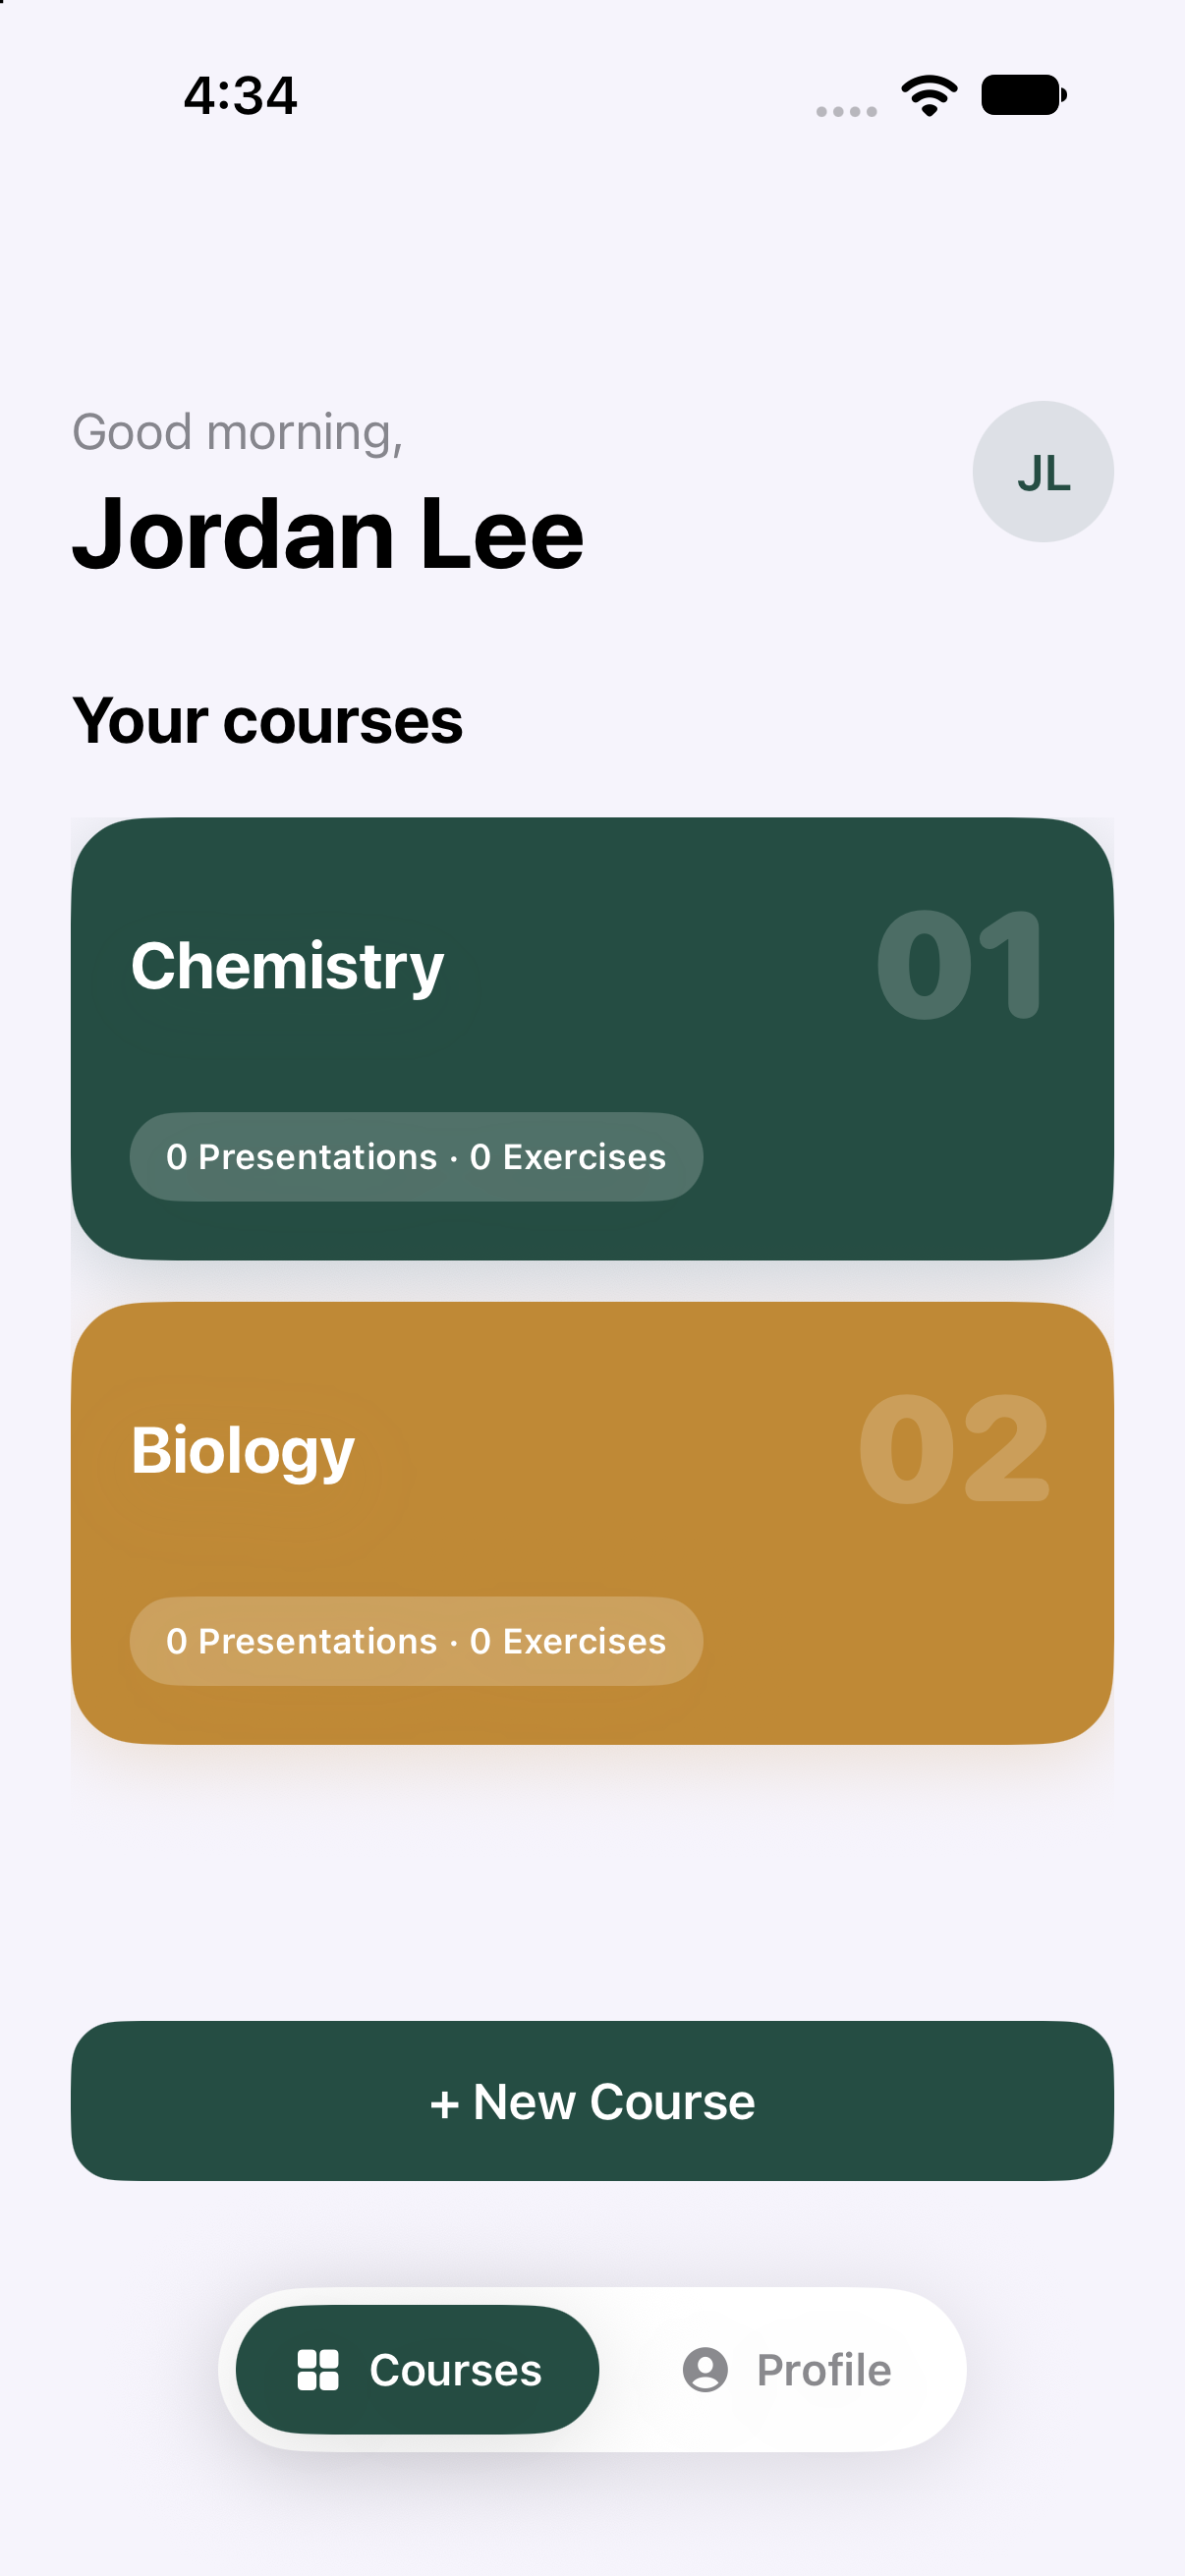 4:34
Good morning,
Jordan Lee
JL
Your courses
Chemistry
01
0 Presentations · 0 Exercises
Biology
02
0 Presentations · 0 Exercises
+ New Course
Courses
Profile